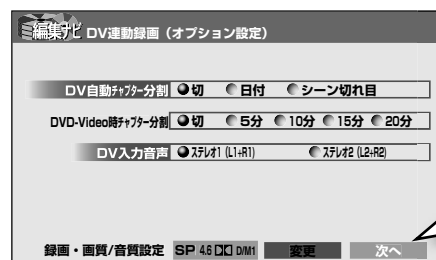 編集ナビ DV連動録画（オプション設定）
DV自動ﾁｬﾌﾟﾀｰ分割 切 日付 シーン切れ目
DVD-Video時ﾁｬﾌﾟﾀｰ分割 切 5分 10分 15分 20分
DV入力音声 ｽﾃﾚｵ1 (L1+R1) ｽﾃﾚｵ2 (L2+R2)
録画・画質/音質設定 SP 4.6 DD D/M1 変更 次へ